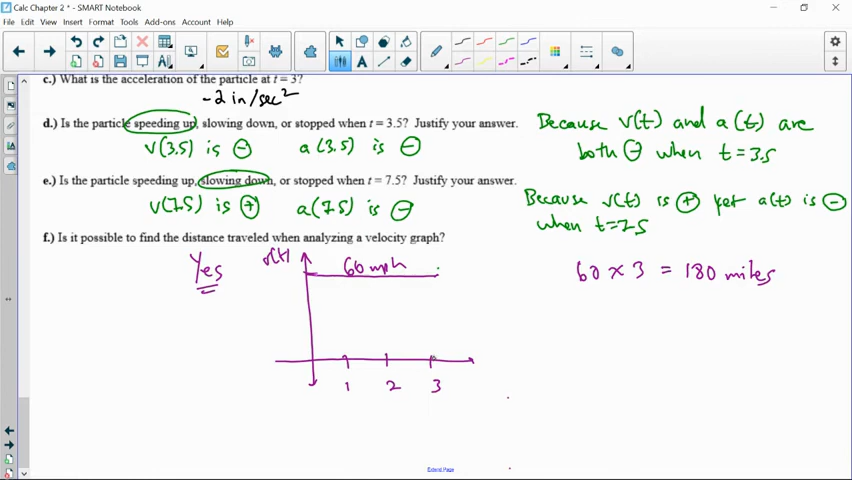 Calc Chapter 2 * - SMART Notebook
File Edit View Insert Format Tools Add-ons Account Help
c.) What is the acceleration of the particle at t = 3?
-2 in/sec²
d.) Is the particle speeding up, slowing down, or stopped when t = 3.5? Justify your answer.
v(3.5) is ⊖ a(3.5) is ⊖
Because v(t) and a(t) are
both ⊖ when t=3.5
e.) Is the particle speeding up, slowing down, or stopped when t = 7.5? Justify your answer.
v(7.5) is ⊕ a(7.5) is ⊖
Because v(t) is ⊕ yet a(t) is ⊖
when t=7.5
f.) Is it possible to find the distance traveled when analyzing a velocity graph?
Yes
v(t) 60 mph
60 x 3 = 180 miles
1 2 3
Extend Page